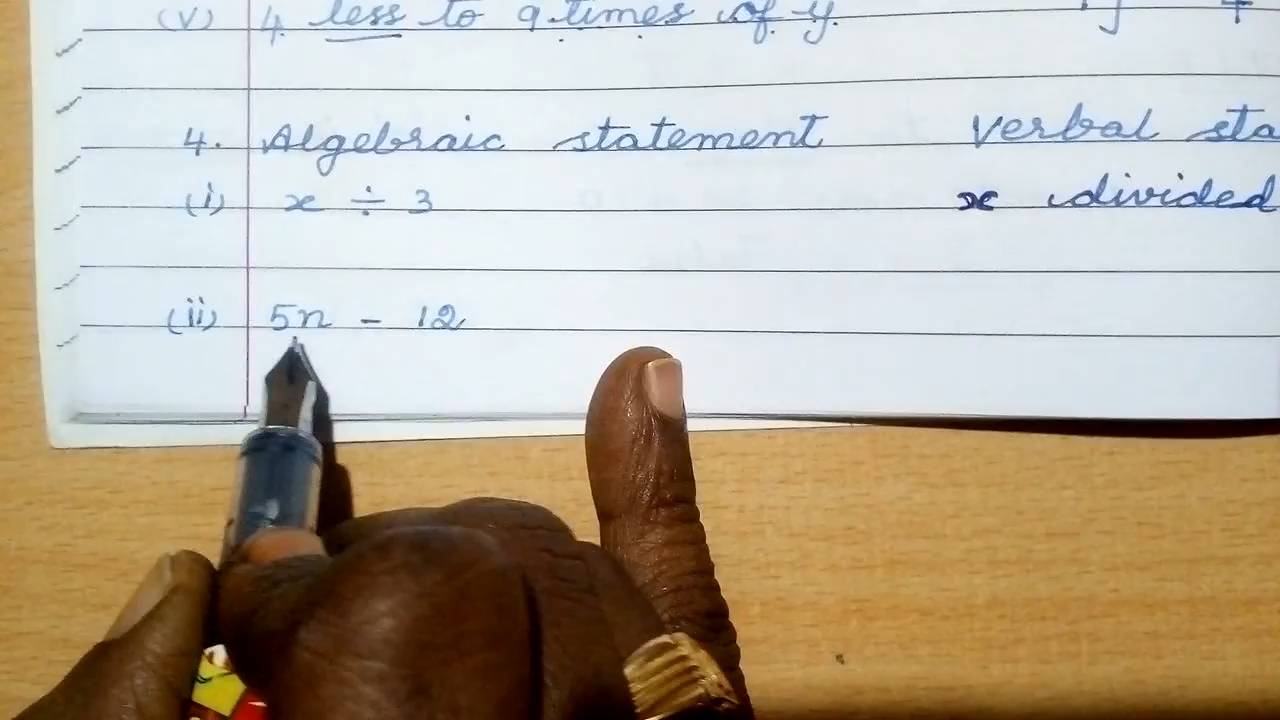 (v) 4 less to 9 times of y.
4. Algebraic statement Verbal sta
(i) x ÷ 3 x divided
(ii) 5n - 12